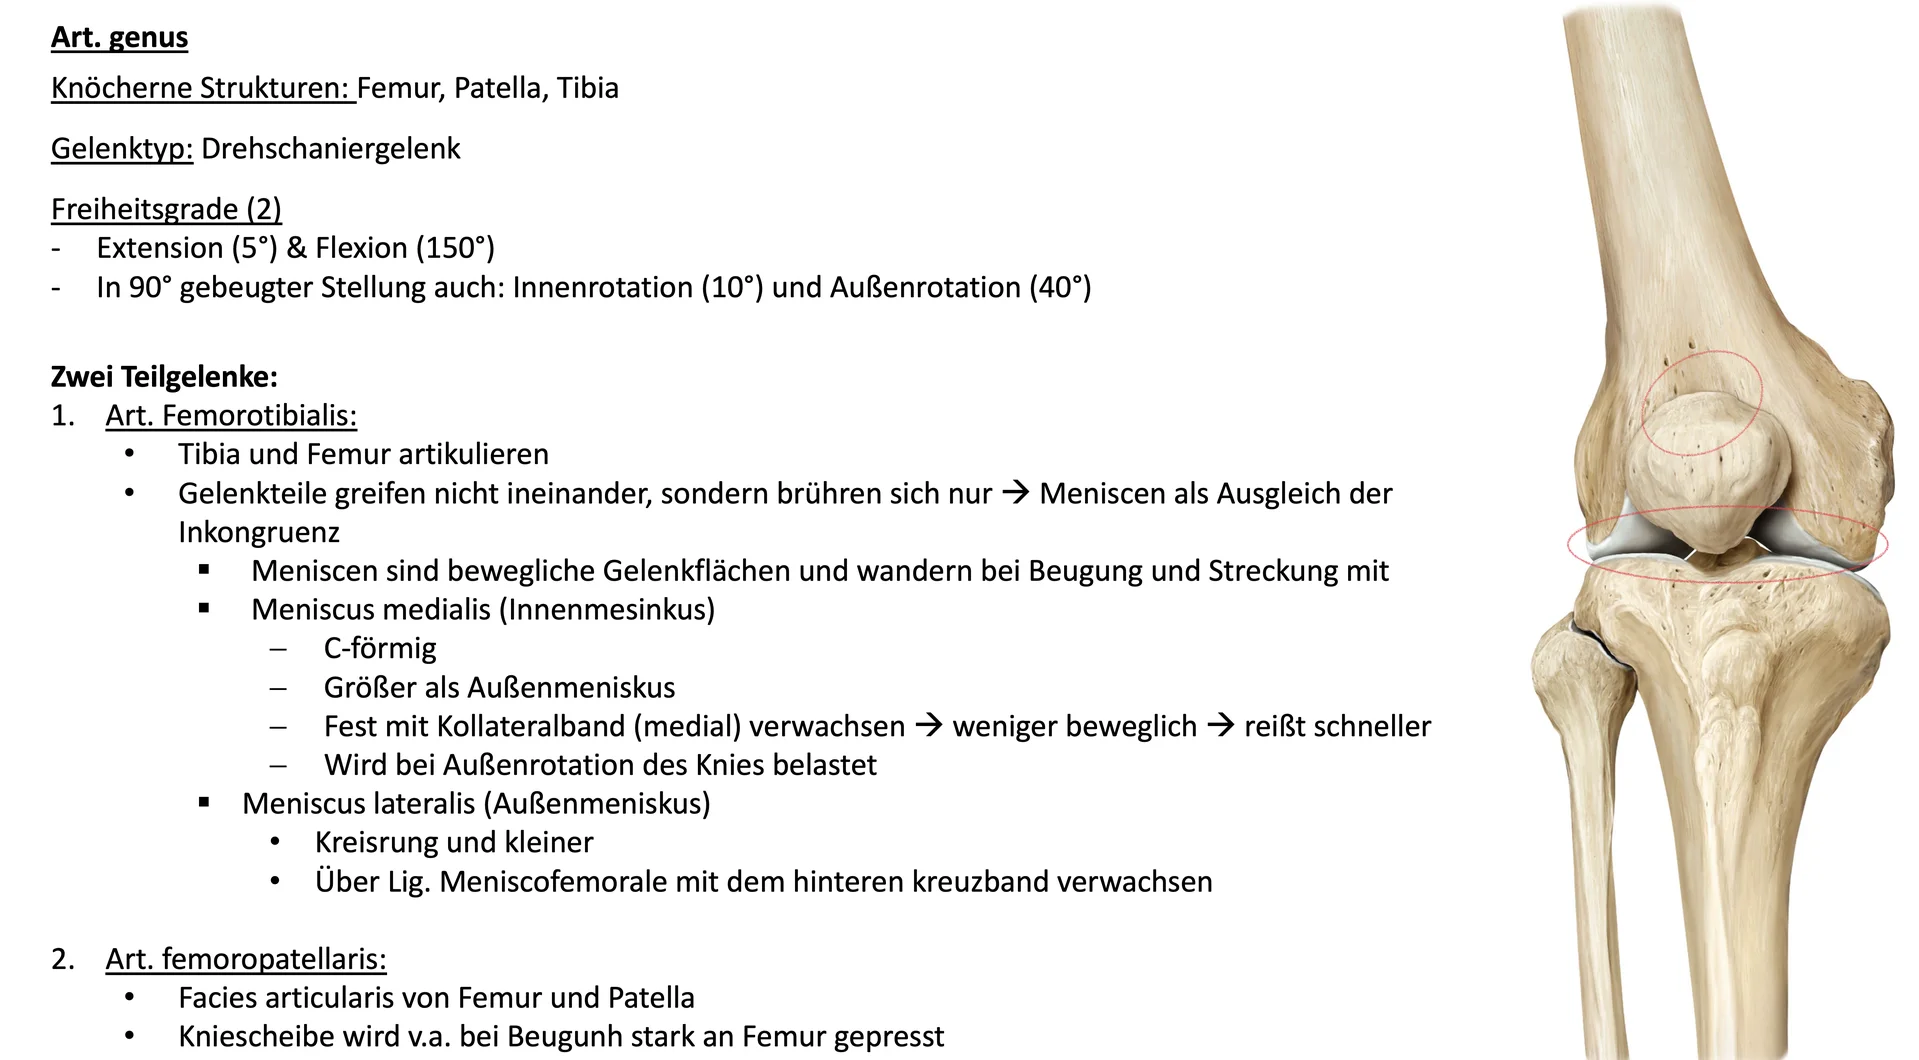 Art. genus
Knöcherne Strukturen: Femur, Patella, Tibia
Gelenktyp: Drehschaniergelenk
Freiheitsgrade (2)
- Extension (5°) & Flexion (150°)
- In 90° gebeugter Stellung auch: Innenrotation (10°) und Außenrotation (40°)
Zwei Teilgelenke:
1. Art. Femorotibialis:
• Tibia und Femur artikulieren
• Gelenkteile greifen nicht ineinander, sondern brühren sich nur → Meniscen als Ausgleich der
Inkongruenz
▪ Meniscen sind bewegliche Gelenkflächen und wandern bei Beugung und Streckung mit
▪ Meniscus medialis (Innenmesinkus)
– C-förmig
– Größer als Außenmeniskus
– Fest mit Kollateralband (medial) verwachsen → weniger beweglich → reißt schneller
– Wird bei Außenrotation des Knies belastet
▪ Meniscus lateralis (Außenmeniskus)
• Kreisrung und kleiner
• Über Lig. Meniscofemorale mit dem hinteren kreuzband verwachsen
2. Art. femoropatellaris:
• Facies articularis von Femur und Patella
• Kniescheibe wird v.a. bei Beugunh stark an Femur gepresst